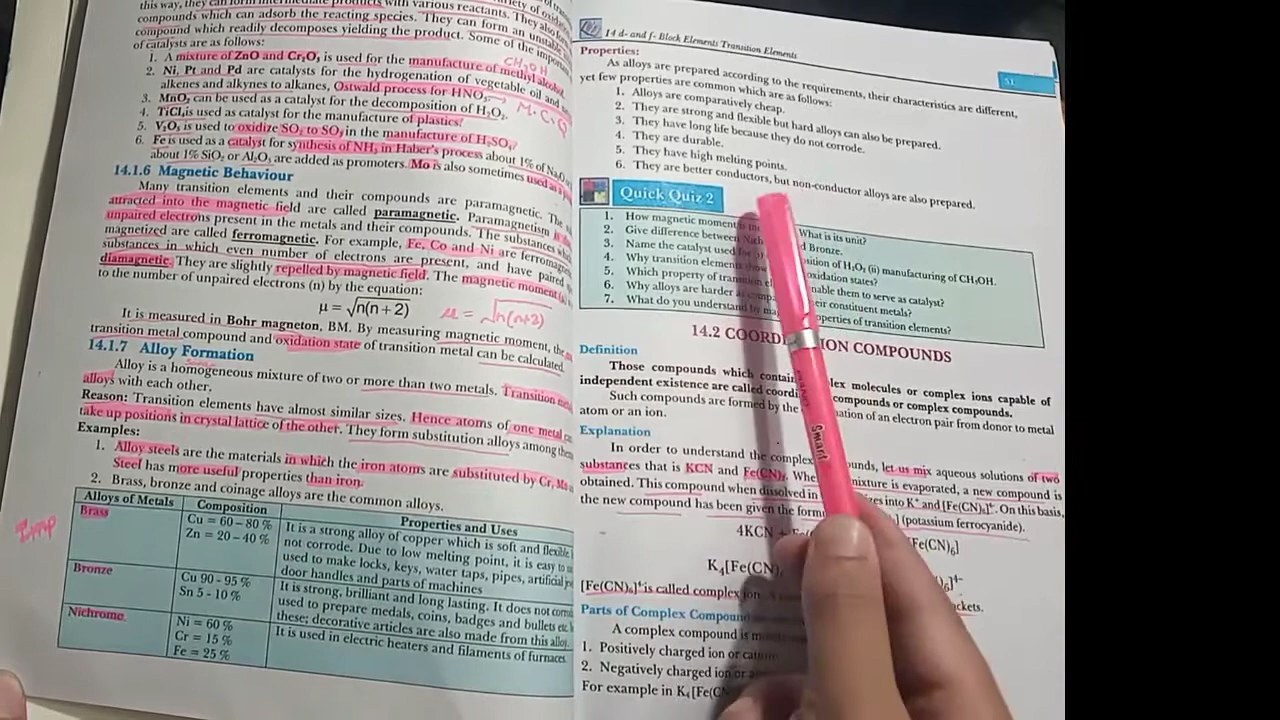 this way, they can form intermediate products with various reactants. They also
compounds which can adsorb the reacting species. They can form an unstable
compound which readily decomposes yielding the product. Some of the important
of catalysts are as follows:
1. A mixture of ZnO and Cr₂O₃ is used for the manufacture of methyl alcohol.
CH₃OH
2. Ni, Pt and Pd are catalysts for the hydrogenation of vegetable oil and
alkenes and alkynes to alkanes, Ostwald process for HNO₃.
M.C.Q
3. MnO₂ can be used as a catalyst for the decomposition of H₂O₂.
4. TiCl₄ is used as catalyst for the manufacture of plastics.
5. V₂O₅ is used to oxidize SO₂ to SO₃ in the manufacture of H₂SO₄.
6. Fe is used as a catalyst for synthesis of NH₃ in Haber's process about 1% of
about 1% SiO₂ or Al₂O₃ are added as promoters. Mo is also sometimes used as a
14.1.6 Magnetic Behaviour
Many transition elements and their compounds are paramagnetic. The
attracted into the magnetic field are called paramagnetic. Paramagnetism is
unpaired electrons present in the metals and their compounds. The substances which
magnetized are called ferromagnetic. For example, Fe, Co and Ni are
substances in which even number of electrons are present, and have paired
diamagnetic. They are slightly repelled by magnetic field. The magnetic moment
to the number of unpaired electrons (n) by the equation:
μ = √n(n + 2)
μ = √n(n+2)
It is measured in Bohr magneton, BM. By measuring magnetic moment, the
transition metal compound and oxidation state of transition metal can be calculated.
14.1.7 Alloy Formation
Alloy is a homogeneous mixture of two or more than two metals. Transition
alloys with each other.
Reason: Transition elements have almost similar sizes. Hence atoms of one metal
take up positions in crystal lattice of the other. They form substitution alloys among
Examples:
1. Alloy steels are the materials in which the iron atoms are substituted by Cr,
Steel has more useful properties than iron.
2. Brass, bronze and coinage alloys are the common alloys.
Imp
Alloys of Metals Composition Properties and Uses
Brass Cu = 60 – 80 % It is a strong alloy of copper which is soft and flexible
Zn = 20 – 40 % not corrode. Due to low melting point, it is easy to
used to make locks, keys, water taps, pipes, artificial
door handles and parts of machines
Bronze Cu 90 - 95 % It is strong, brilliant and long lasting. It does not
Sn 5 - 10 % used to prepare medals, coins, badges and bullets etc.
these; decorative articles are also made from this alloy.
Nichrome Ni = 60 % It is used in electric heaters and filaments of furnaces.
Cr = 15 %
Fe = 25 %
14 d- and f- Block Elements Transition Elements
51
Properties:
As alloys are prepared according to the requirements, their characteristics are different,
yet few properties are common which are as follows:
1. Alloys are comparatively cheap.
2. They are strong and flexible but hard alloys can also be prepared.
3. They have long life because they do not corrode.
4. They are durable.
5. They have high melting points.
6. They are better conductors, but non-conductor alloys are also prepared.
Quick Quiz 2
1. How magnetic moment is What is its unit?
2. Give difference between Bronze.
3. Name the catalyst used for of H₂O₂ (ii) manufacturing of CH₃OH.
4. Why transition elements show oxidation states?
5. Which property of transition enable them to serve as catalyst?
6. Why alloys are harder as their constituent metals?
7. What do you understand by properties of transition elements?
14.2 COORDINATION COMPOUNDS
Definition
Those compounds which contain complex molecules or complex ions capable of
independent existence are called compounds or complex compounds.
Such compounds are formed by the of an electron pair from donor to metal
atom or an ion.
Explanation
In order to understand the complex let us mix aqueous solutions of two
substances that is KCN and Fe(CN)₂. mixture is evaporated, a new compound is
obtained. This compound when dissolved in into K⁺ and [Fe(CN)₆]⁴⁻. On this basis,
the new compound has been given the (potassium ferrocyanide).
4KCN + Fe(CN)₆]
K₄[Fe(CN)
[Fe(CN)₆]⁴⁻ is called complex ion.
Parts of Complex Compound
A complex compound is
1. Positively charged ion or
2. Negatively charged ion or
For example in K₄[Fe(CN
Smart